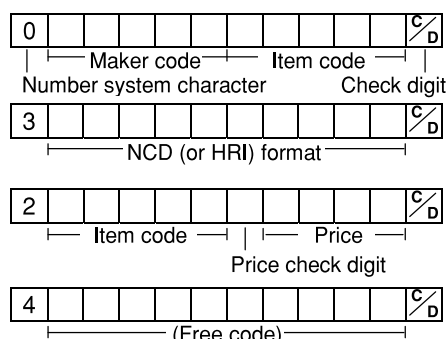 0 C/D
Maker code Item code
Number system character Check digit
3 C/D
NCD (or HRI) format
2 C/D
Item code Price
Price check digit
4 C/D
(Free code)